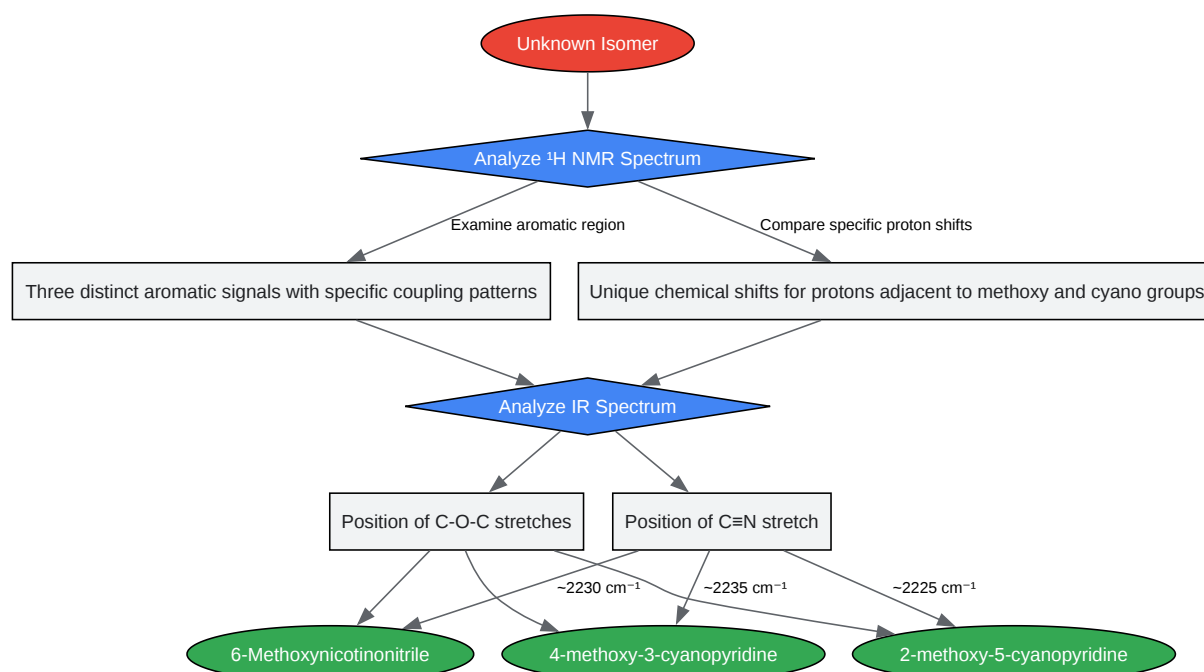 Unknown Isomer
Analyze ¹H NMR Spectrum
Examine aromatic region
Compare specific proton shifts
Three distinct aromatic signals with specific coupling patterns
Unique chemical shifts for protons adjacent to methoxy and cyano groups
Analyze IR Spectrum
Position of C-O-C stretches
Position of C≡N stretch
~2230 cm⁻¹
~2235 cm⁻¹
~2225 cm⁻¹
6-Methoxynicotinonitrile
4-methoxy-3-cyanopyridine
2-methoxy-5-cyanopyridine